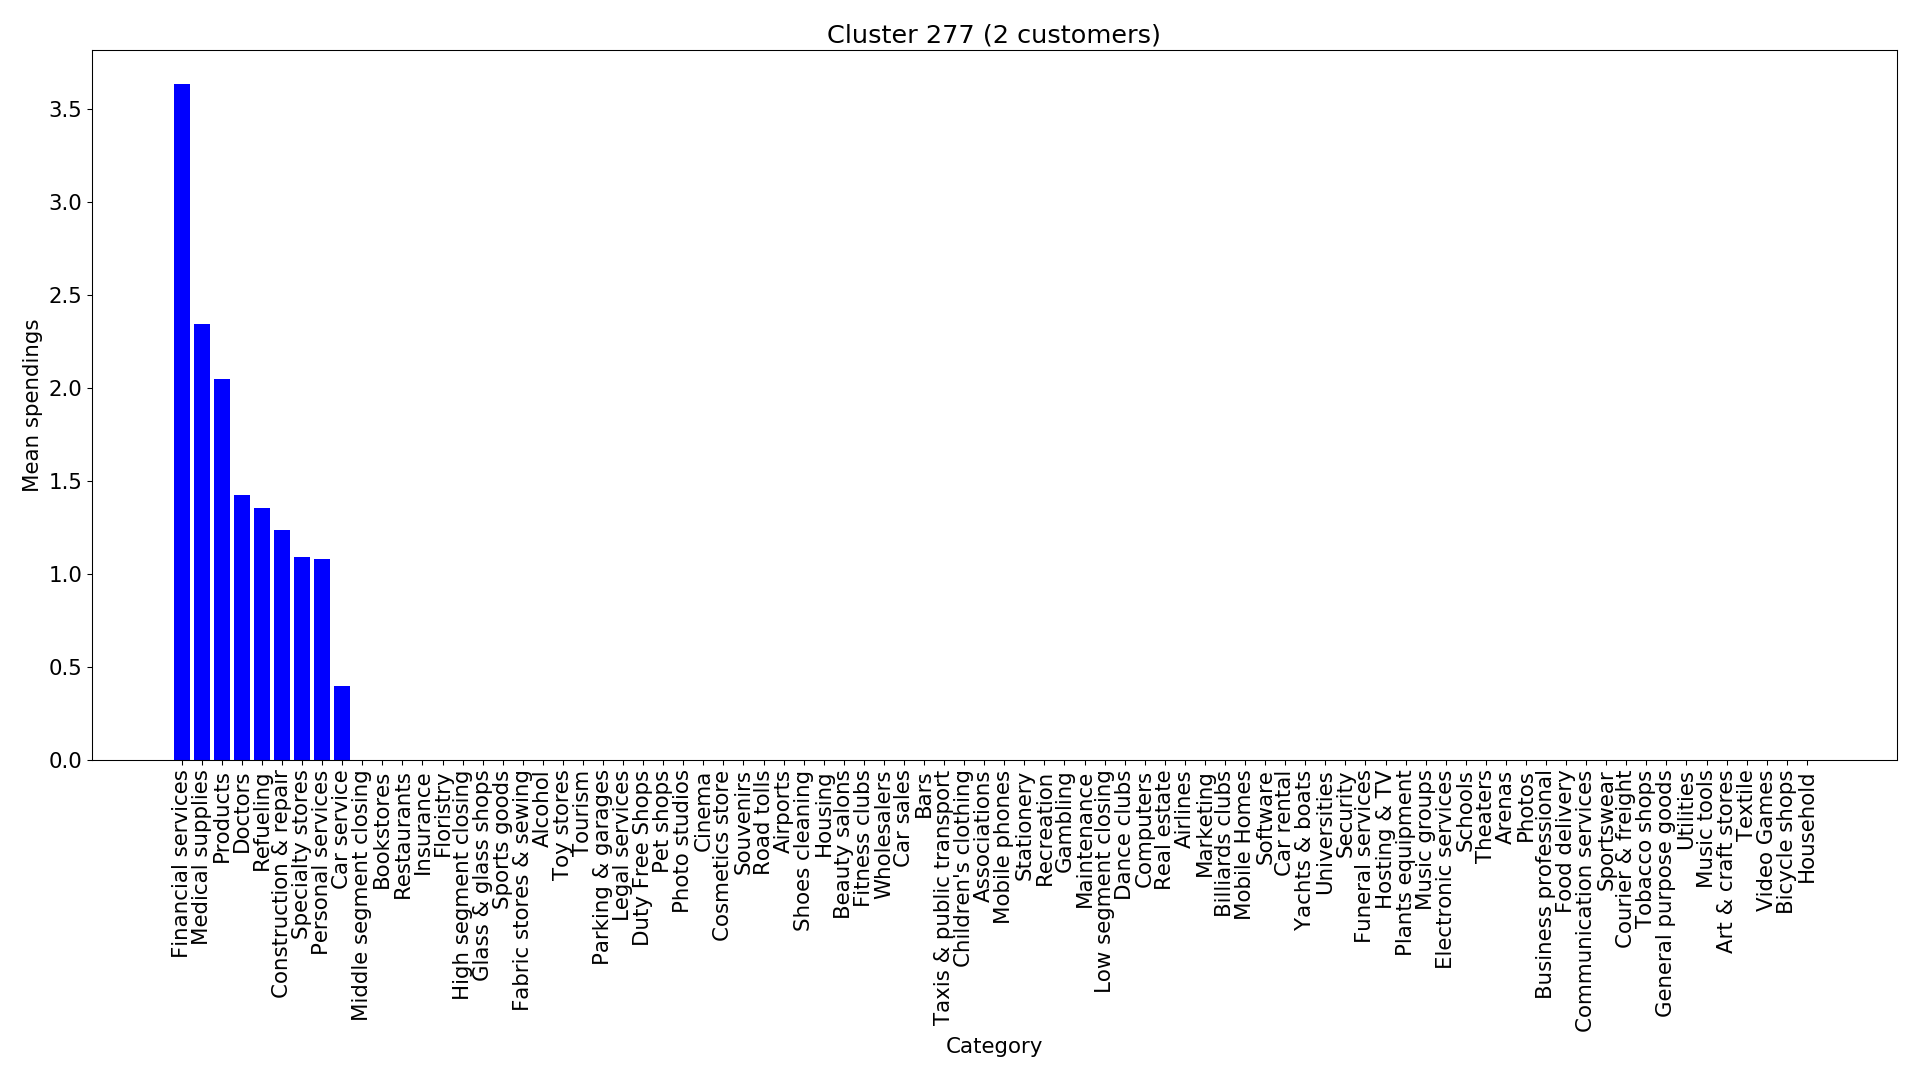 Cluster 277 (2 customers)
Mean spendings
3.5
3.0
2.5
2.0
1.5
1.0
0.5
0.0
Financial services
Medical supplies
Products
Doctors
Refueling
Construction & repair
Specialty stores
Personal services
Car service
Middle segment closing
Bookstores
Restaurants
Insurance
Floristry
High segment closing
Glass & glass shops
Sports goods
Fabric stores & sewing
Alcohol
Toy stores
Tourism
Parking & garages
Legal services
Duty Free Shops
Pet shops
Photo studios
Cinema
Cosmetics store
Souvenirs
Road tolls
Airports
Shoes cleaning
Housing
Beauty salons
Fitness clubs
Wholesalers
Car sales
Bars
Taxis & public transport
Children's clothing
Associations
Mobile phones
Stationery
Recreation
Gambling
Maintenance
Low segment closing
Dance clubs
Computers
Real estate
Airlines
Marketing
Billiards clubs
Mobile Homes
Software
Car rental
Yachts & boats
Universities
Security
Funeral services
Hosting & TV
Plants equipment
Music groups
Electronic services
Schools
Theaters
Arenas
Photos
Business professional
Food delivery
Communication services
Sportswear
Courier & freight
Tobacco shops
General purpose goods
Utilities
Music tools
Art & craft stores
Textile
Video Games
Bicycle shops
Household
Category